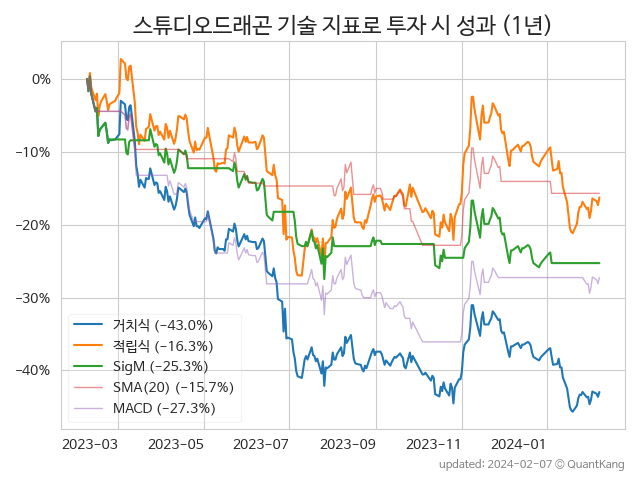 스튜디오드래곤 기술 지표로 투자 시 성과 (1년)
0%
−10%
−20%
−30%
−40%
거치식 (−43.0%)
적립식 (−16.3%)
SigM (−25.3%)
SMA(20) (−15.7%)
MACD (−27.3%)
2023−03 2023−05 2023−07 2023−09 2023−11 2024−01
updated: 2024−02−07 © QuantKang